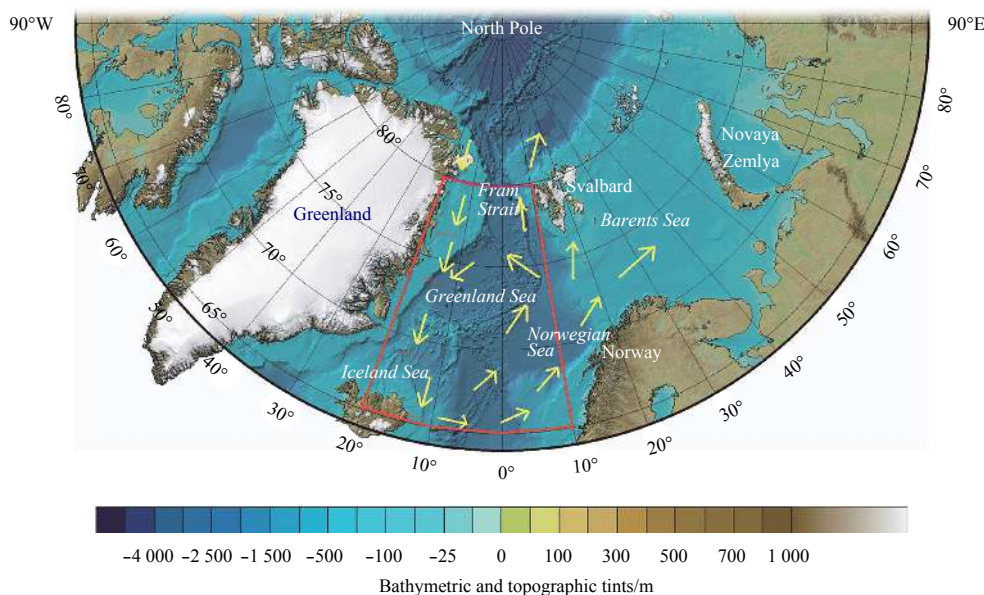 North Pole
90°W
90°E
80°
80°
80°
Novaya
Zemlya
70°
70°
75°
Fram
Strait
Svalbard
Greenland
Barents Sea
60°
60°
70°
Greenland Sea
50°
65°
50°
Norwegian
Sea
Norway
Iceland Sea
40°
40°
30°
30°
20°
20°
10°
10°
0°
−4 000
−2 500
−1 500
−500
−100
−25
0
100
300
500
700
1 000
Bathymetric and topographic tints/m